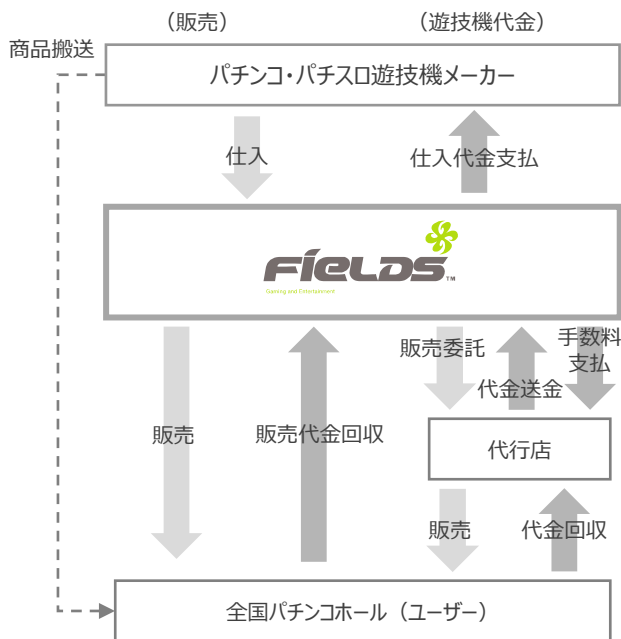 （販売）
（遊技機代金）
商品搬送
パチンコ・パチスロ遊技機メーカー
仕入
仕入代金支払
FIELDS™
Gaming and Entertainment
販売委託
手数料
支払
代金送金
販売
販売代金回収
代行店
販売
代金回収
全国パチンコホール（ユーザー）